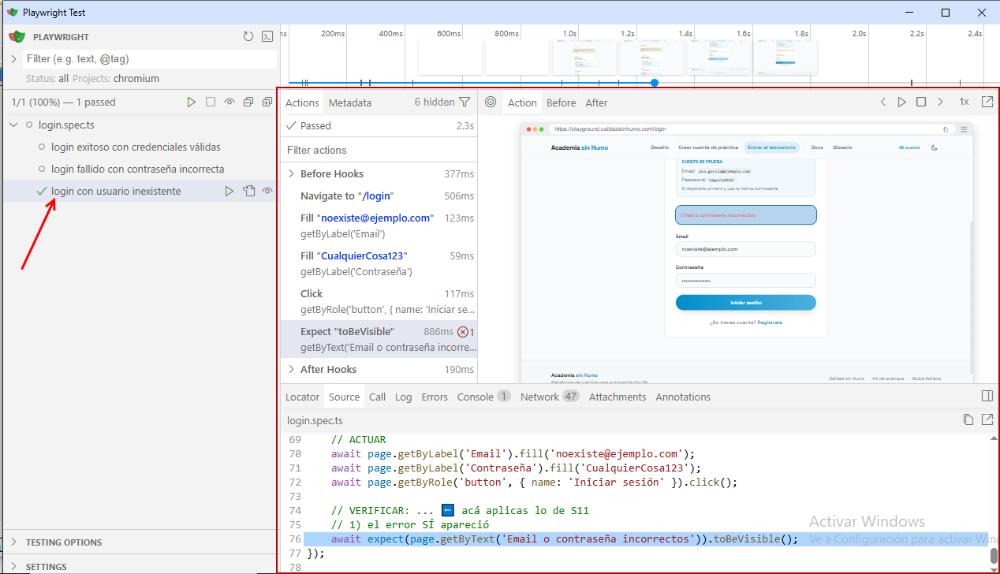 Playwright Test
PLAYWRIGHT
Filter (e.g. text, @tag)
Status: all Projects: chromium
1/1 (100%) — 1 passed
login.spec.ts
login exitoso con credenciales válidas
login fallido con contraseña incorrecta
login con usuario inexistente
TESTING OPTIONS
SETTINGS
ms 200ms 400ms 600ms 800ms 1.0s 1.2s 1.4s 1.6s 1.8s 2.0s 2.2s 2.4s
Actions Metadata 6 hidden
Passed 2.3s
Filter actions
Before Hooks 377ms
Navigate to "/login" 506ms
Fill "noexiste@ejemplo.com" 123ms
getByLabel('Email')
Fill "CualquierCosa123" 59ms
getByLabel('Contraseña')
Click 117ms
getByRole('button', { name: 'Iniciar se...
Expect "toBeVisible" 886ms 1
getByText('Email o contraseña incorre...
After Hooks 190ms
Action Before After 1x
https://playground.calidadsinhumo.com/login
Academia sin Humo Desafío Crear cuenta de práctica Entrar al laboratorio Docs Glosario Mi cuenta
CUENTA DE PRUEBA
Email: ana.garcia@ejemplo.com
Password: Segura2026!
O regístrate primero y usa la misma contraseña.
Email o contraseña incorrectos
Email
noexiste@ejemplo.com
Contraseña
Iniciar sesión
¿No tienes cuenta? Regístrate
Academia sin Humo
Plataforma de práctica para automatización QA
Calidad sin Humo Kit de arranque Sobre Adriana
Locator Source Call Log Errors Console 1 Network 47 Attachments Annotations
login.spec.ts
69 // ACTUAR
70 await page.getByLabel('Email').fill('noexiste@ejemplo.com');
71 await page.getByLabel('Contraseña').fill('CualquierCosa123');
72 await page.getByRole('button', { name: 'Iniciar sesión' }).click();
73
74 // VERIFICAR: ... ⬅ acá aplicas lo de S11
75 // 1) el error SÍ apareció
76 await expect(page.getByText('Email o contraseña incorrectos')).toBeVisible();
77 });
78
Activar Windows
Ve a Configuración para activar Win